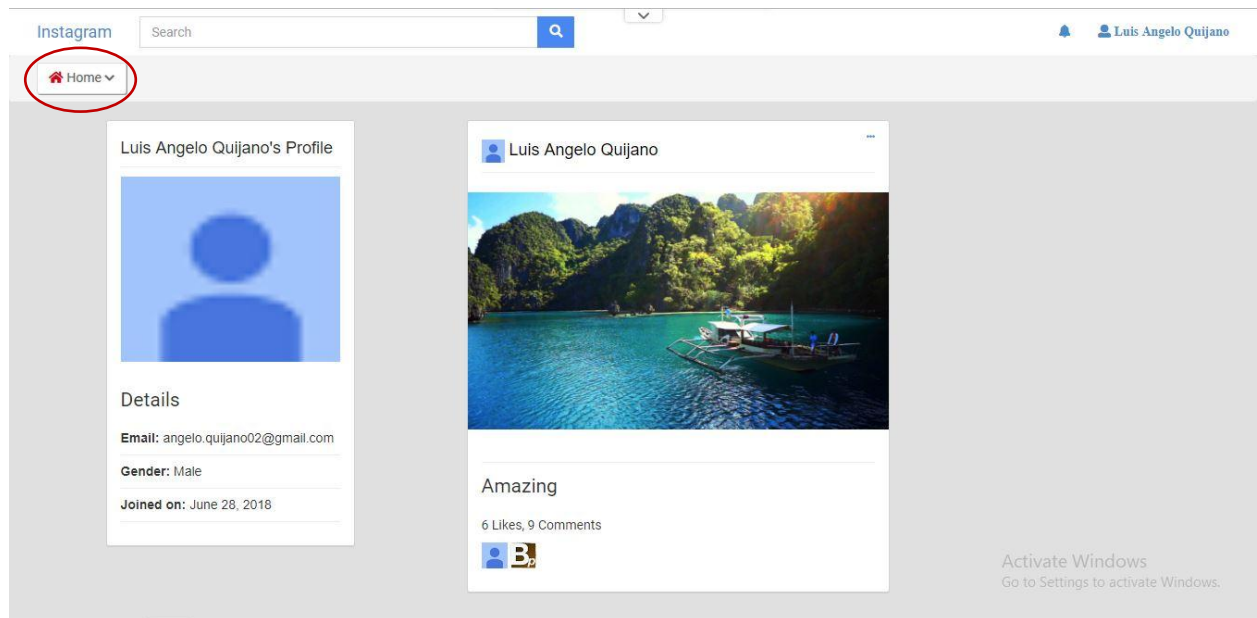 Instagram
Search
Luis Angelo Quijano
Home
Luis Angelo Quijano's Profile
Details
Email: angelo.quijano02@gmail.com
Gender: Male
Joined on: June 28, 2018
Luis Angelo Quijano
Amazing
6 Likes, 9 Comments
Bp
Activate Windows
Go to Settings to activate Windows.